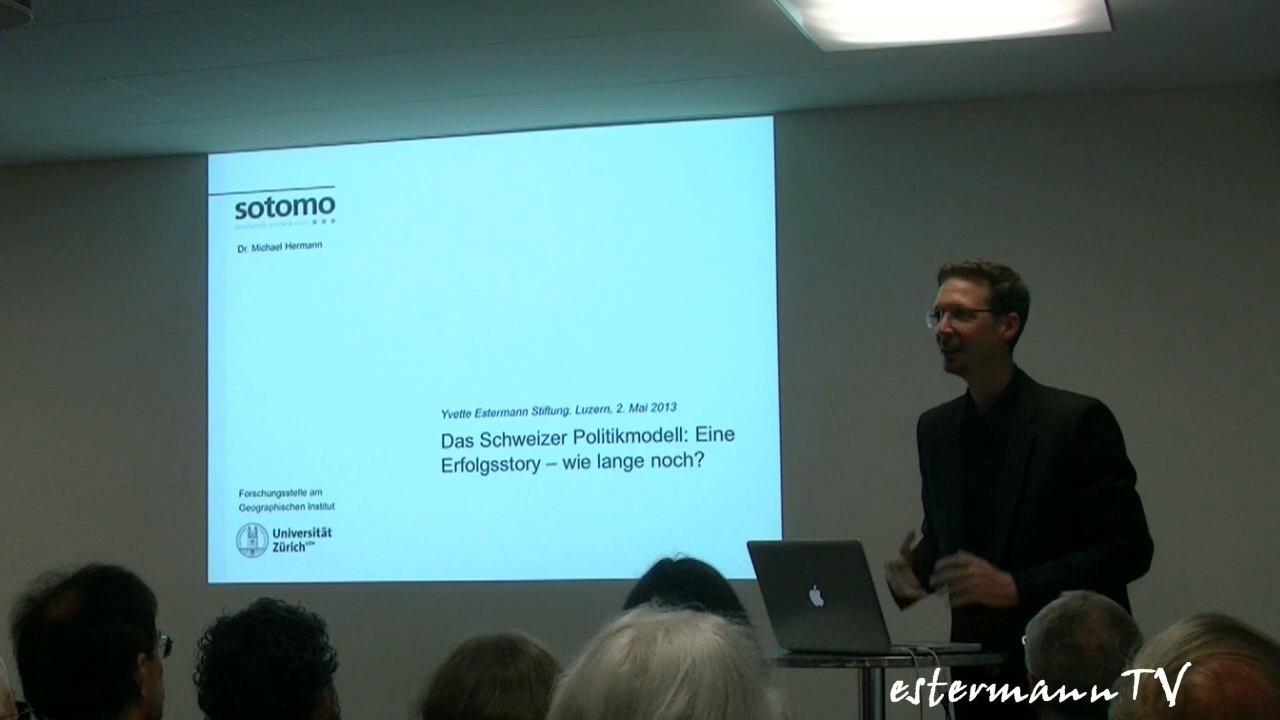 sotomo
Dr. Michael Hermann
Yvette Estermann Stiftung, Luzern, 2. Mai 2013
Das Schweizer Politikmodell: Eine
Erfolgsstory – wie lange noch?
Forschungsstelle am
Geographischen Institut
Universität
Zürich
estermannTV